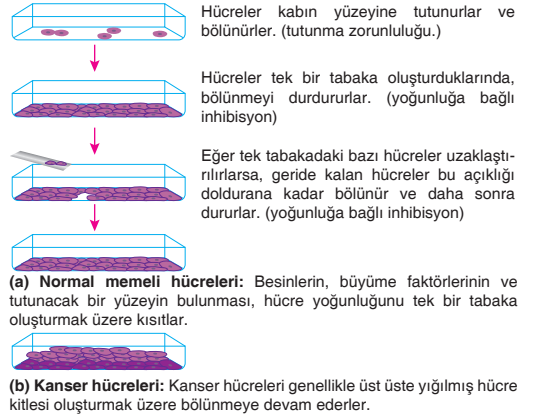 Hücreler kabın yüzeyine tutunurlar ve
bölünürler. (tutunma zorunluluğu.)
Hücreler tek bir tabaka oluşturduklarında,
bölünmeyi durdururlar. (yoğunluğa bağlı
inhibisyon)
Eğer tek tabakadaki bazı hücreler uzaklaştı-
rılırlarsa, geride kalan hücreler bu açıklığı
doldurana kadar bölünür ve daha sonra
dururlar. (yoğunluğa bağlı inhibisyon)
(a) Normal memeli hücreleri: Besinlerin, büyüme faktörlerinin ve
tutunacak bir yüzeyin bulunması, hücre yoğunluğunu tek bir tabaka
oluşturmak üzere kısıtlar.
(b) Kanser hücreleri: Kanser hücreleri genellikle üst üste yığılmış hücre
kitlesi oluşturmak üzere bölünmeye devam ederler.